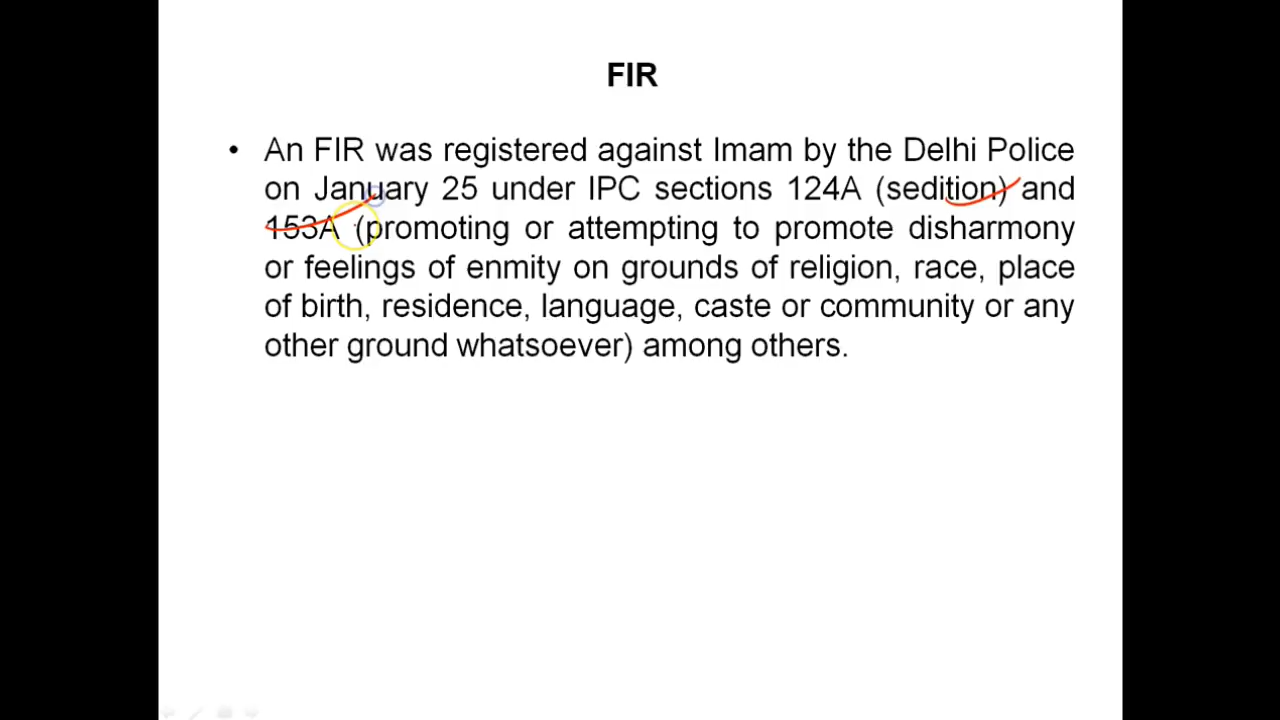 FIR
• An FIR was registered against Imam by the Delhi Police
on January 25 under IPC sections 124A (sedition) and
153A (promoting or attempting to promote disharmony
or feelings of enmity on grounds of religion, race, place
of birth, residence, language, caste or community or any
other ground whatsoever) among others.